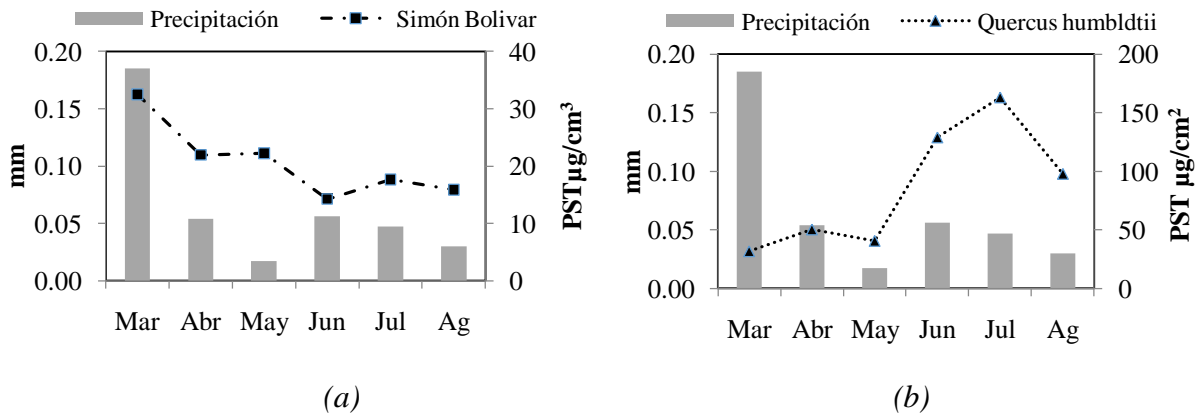 Precipitación Simón Bolivar
0.20
0.15
0.10
0.05
0.00
mm
40
30
20
10
0
PSTµg/cm³
Mar Abr May Jun Jul Ag
(a)
Precipitación Quercus humbldtii
0.20
0.15
0.10
0.05
0.00
mm
200
150
100
50
0
PST µg/cm²
Mar Abr May Jun Jul Ag
(b)